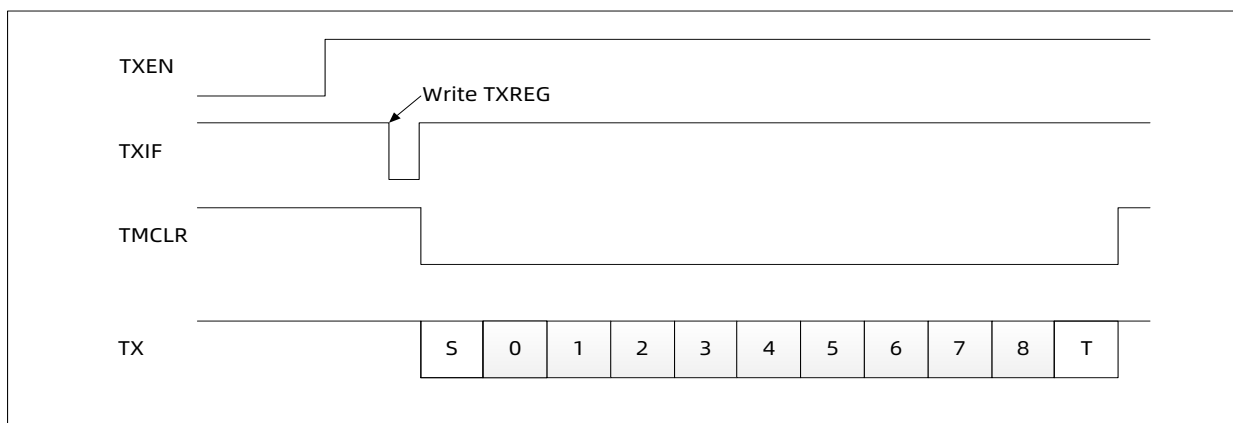 TXEN
Write TXREG
TXIF
TMCLR
TX S 0 1 2 3 4 5 6 7 8 T